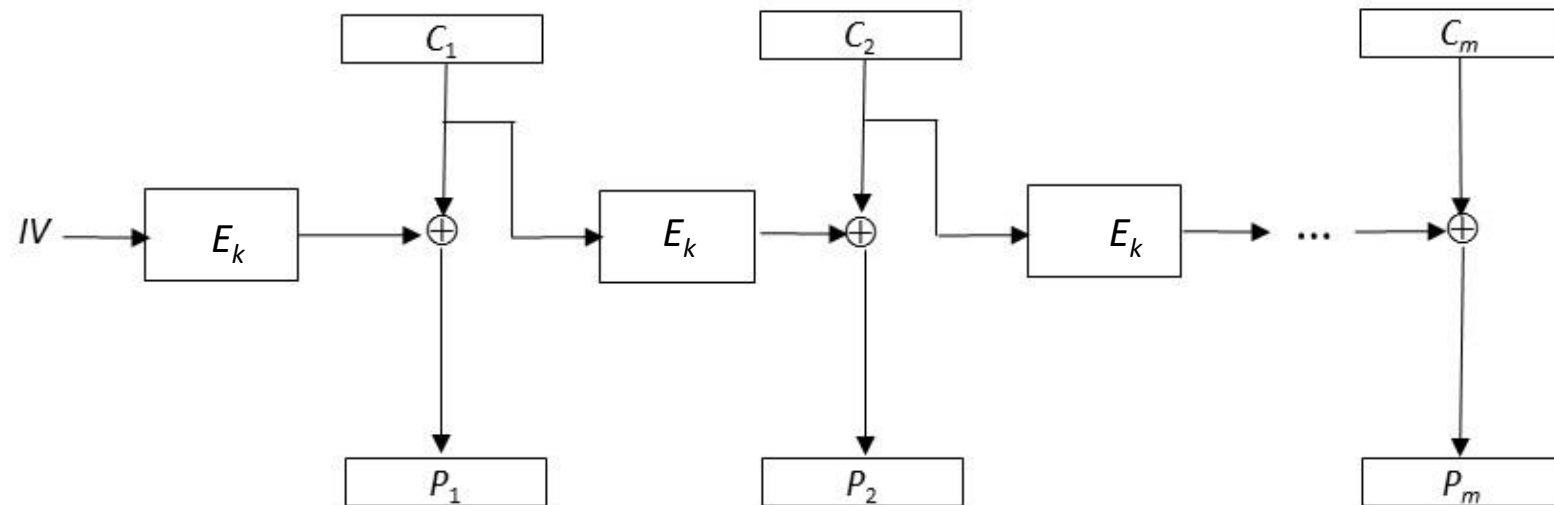 C₁ C₂ Cₘ
IV Eₖ ⊕ Eₖ ⊕ Eₖ ... ⊕
P₁ P₂ Pₘ